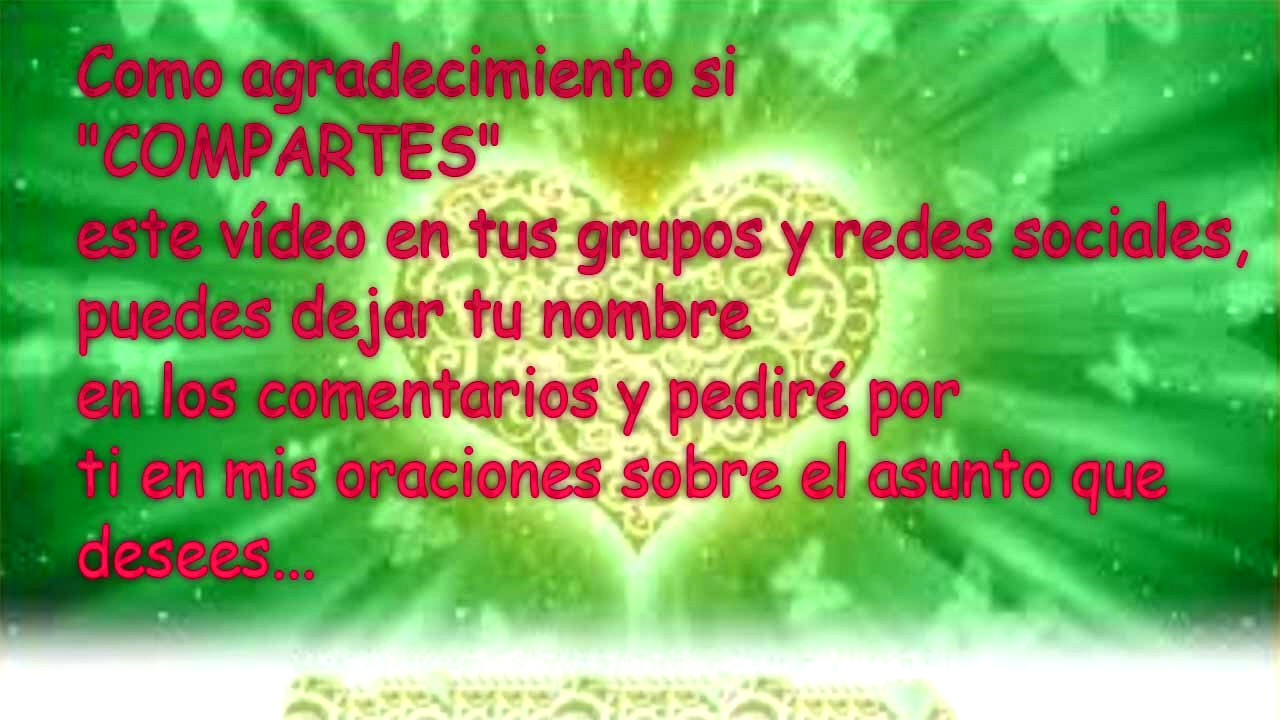 Como agradecimiento si
"COMPARTES"
este vídeo en tus grupos y redes sociales,
puedes dejar tu nombre
en los comentarios y pediré por
ti en mis oraciones sobre el asunto que
desees...